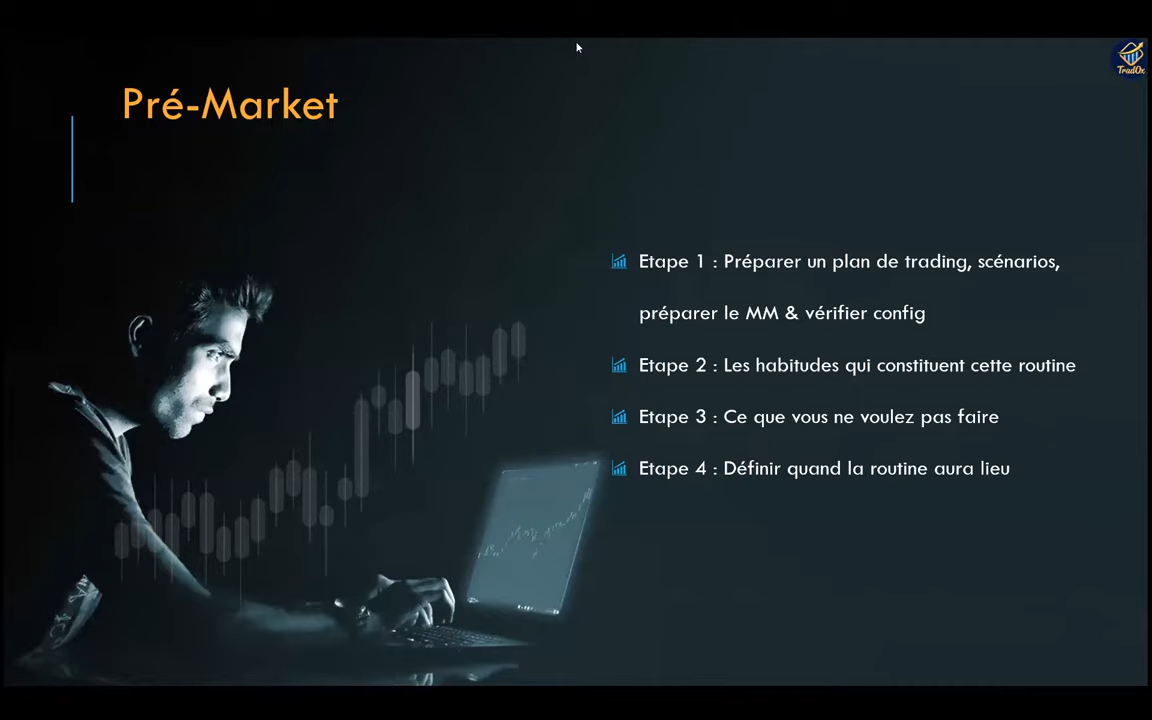 TradOx
Pré-Market
Etape 1 : Préparer un plan de trading, scénarios,
préparer le MM & vérifier config
Etape 2 : Les habitudes qui constituent cette routine
Etape 3 : Ce que vous ne voulez pas faire
Etape 4 : Définir quand la routine aura lieu